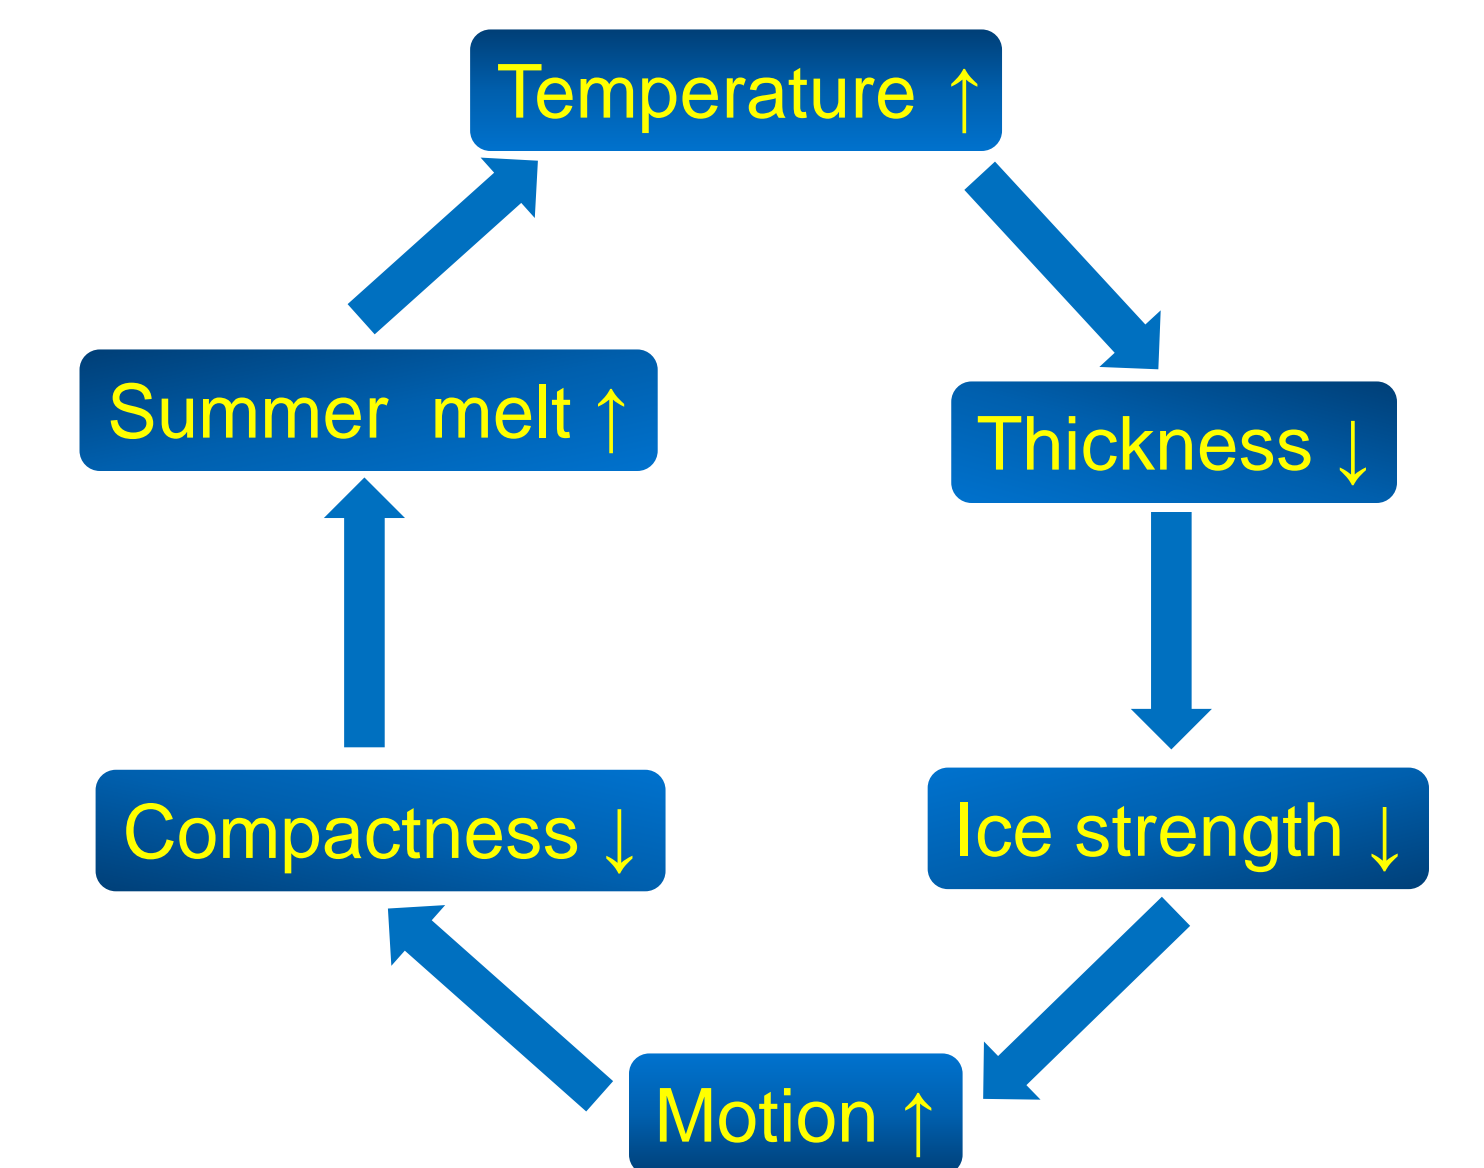 Temperature ↑
Thickness ↓
Ice strength ↓
Motion ↑
Compactness ↓
Summer melt ↑